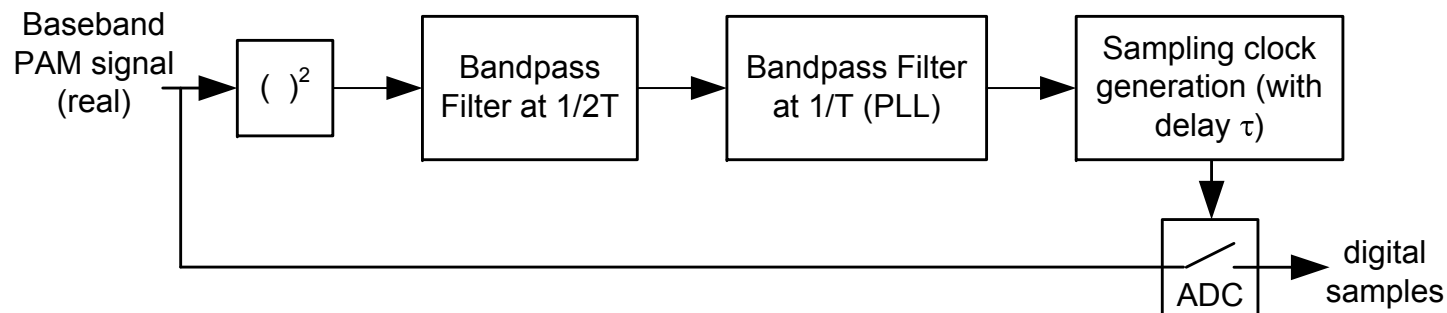 Baseband
PAM signal
(real)
( )²
Bandpass
Filter at 1/2T
Bandpass Filter
at 1/T (PLL)
Sampling clock
generation (with
delay τ)
ADC
digital
samples